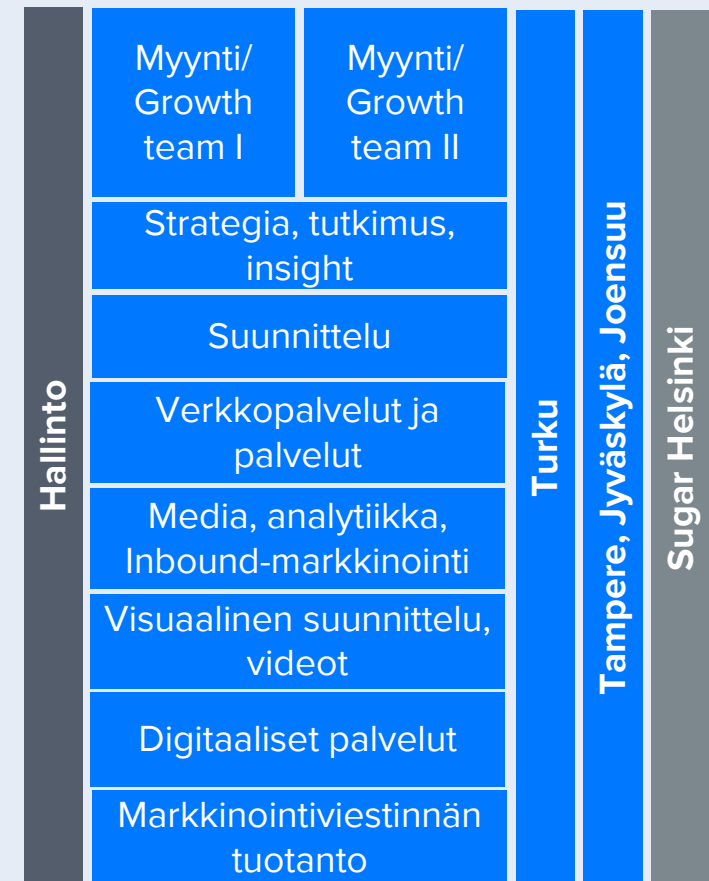 Hallinto
Myynti/
Growth
team I
Myynti/
Growth
team II
Strategia, tutkimus,
insight
Suunnittelu
Verkkopalvelut ja
palvelut
Media, analytiikka,
Inbound-markkinointi
Visuaalinen suunnittelu,
videot
Digitaaliset palvelut
Markkinointiviestinnän
tuotanto
Turku
Tampere, Jyväskylä, Joensuu
Sugar Helsinki